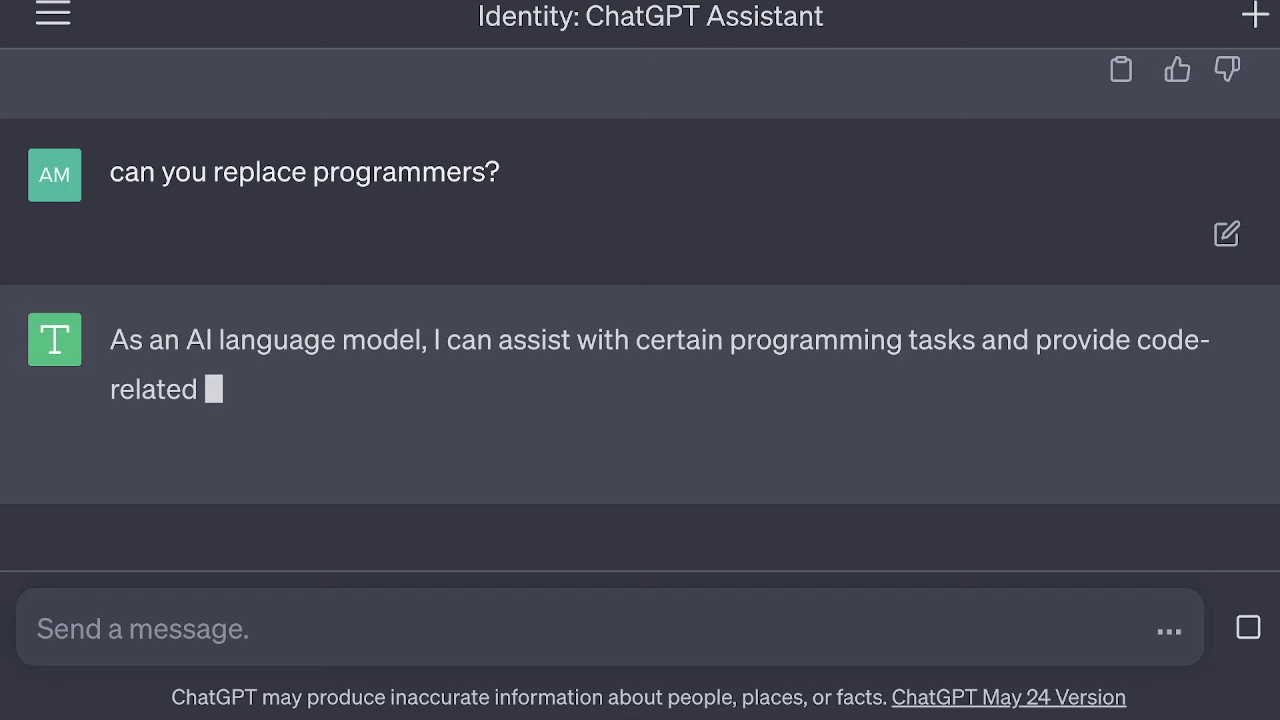 Identity: ChatGPT Assistant
AM
can you replace programmers?
T
As an AI language model, I can assist with certain programming tasks and provide code-
related
Send a message.
ChatGPT may produce inaccurate information about people, places, or facts. ChatGPT May 24 Version